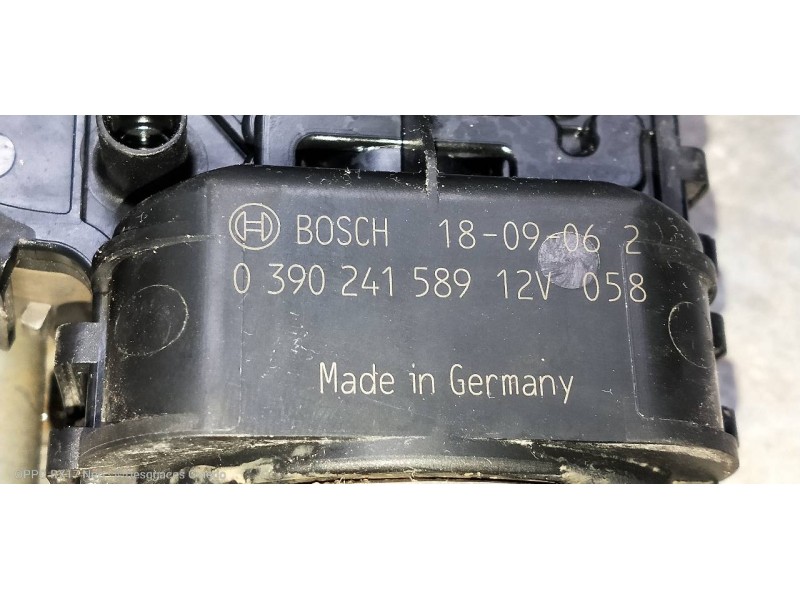 BOSCH 18-09-06 2
0 390 241 589 12V 058
Made in Germany